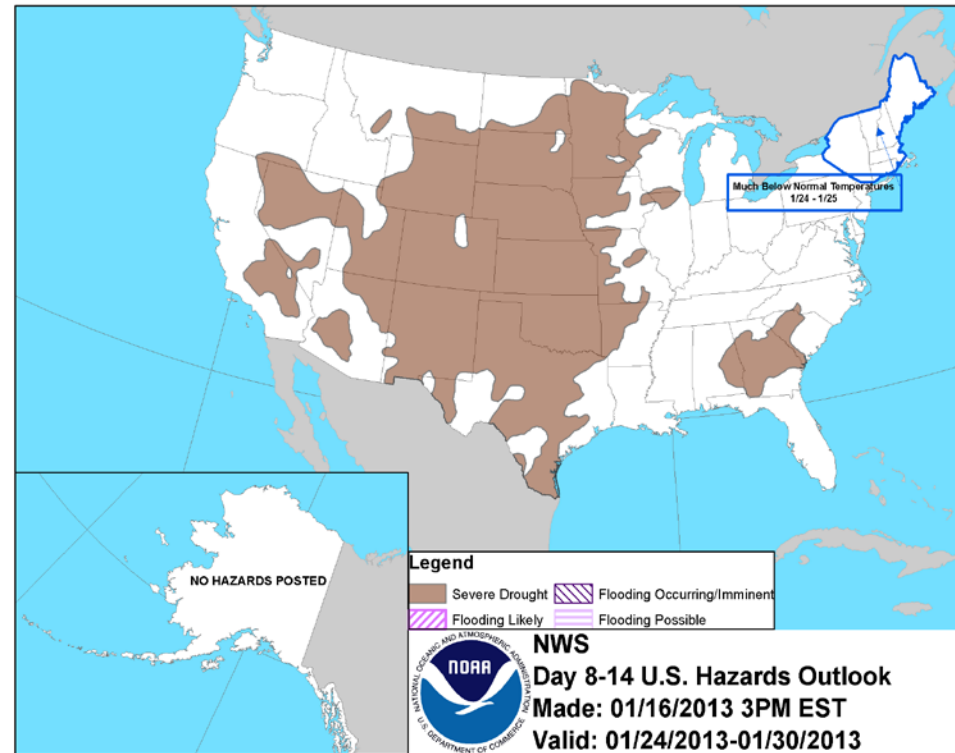 Much Below Normal Temperatures
1/24 - 1/25
NO HAZARDS POSTED
Legend
Severe Drought
Flooding Occurring/Imminent
Flooding Likely
Flooding Possible
NATIONAL OCEANIC AND ATMOSPHERIC ADMINISTRATION
NOAA
U.S. DEPARTMENT OF COMMERCE
NWS
Day 8-14 U.S. Hazards Outlook
Made: 01/16/2013 3PM EST
Valid: 01/24/2013-01/30/2013